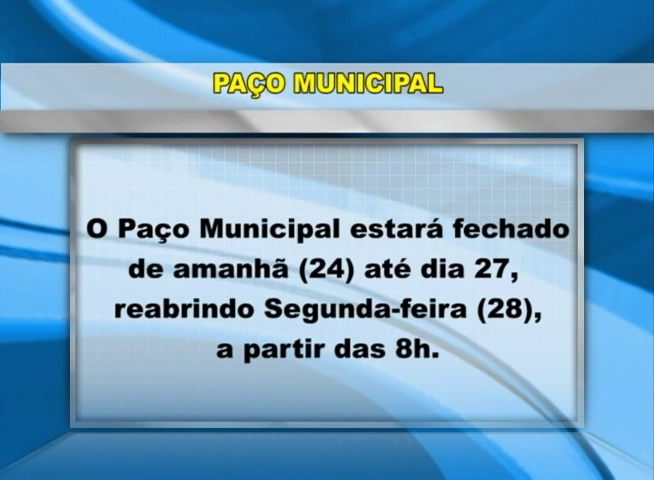 PAÇO MUNICIPAL
O Paço Municipal estará fechado
de amanhã (24) até dia 27,
reabrindo Segunda-feira (28),
a partir das 8h.